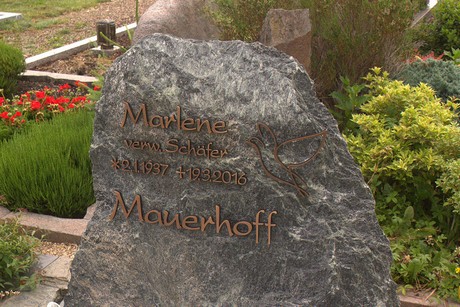 Marlene
verw. Schäfer
*2.1.1937 +19.3.2016
Mauerhoff